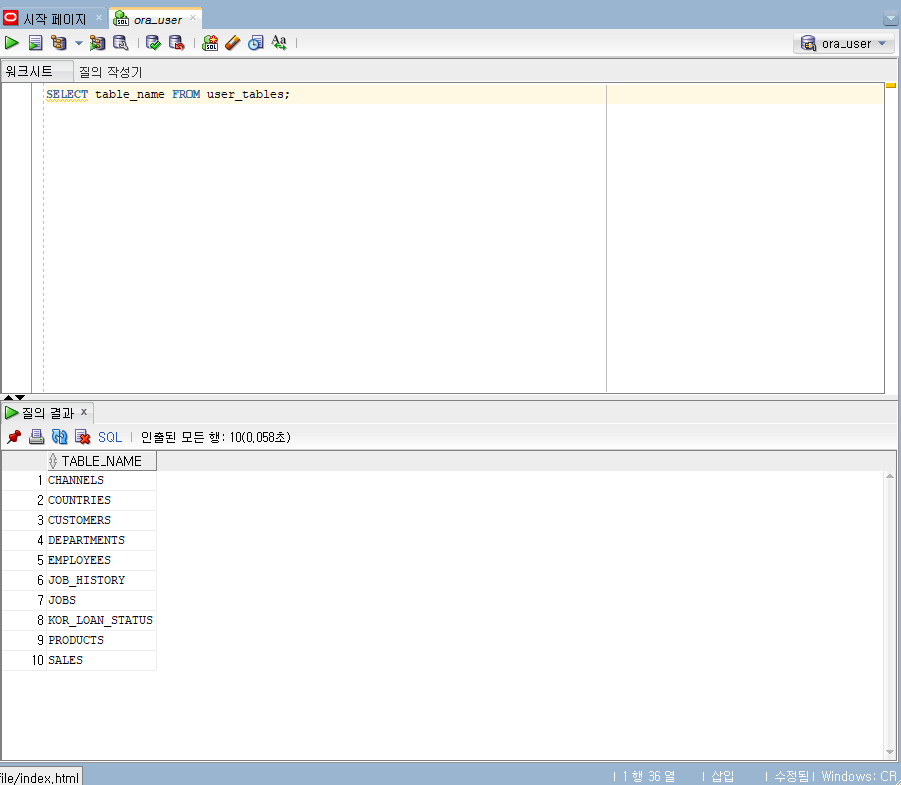 시작 페이지 ora_user
ora_user
워크시트 질의 작성기
SELECT table_name FROM user_tables;
질의 결과 x
SQL | 인출된 모든 행: 10(0,058초)
TABLE_NAME
1 CHANNELS
2 COUNTRIES
3 CUSTOMERS
4 DEPARTMENTS
5 EMPLOYEES
6 JOB_HISTORY
7 JOBS
8 KOR_LOAN_STATUS
9 PRODUCTS
10 SALES
file/index,html | 1 행 36 열 | 삽입 | 수정됨 | Windows: CR